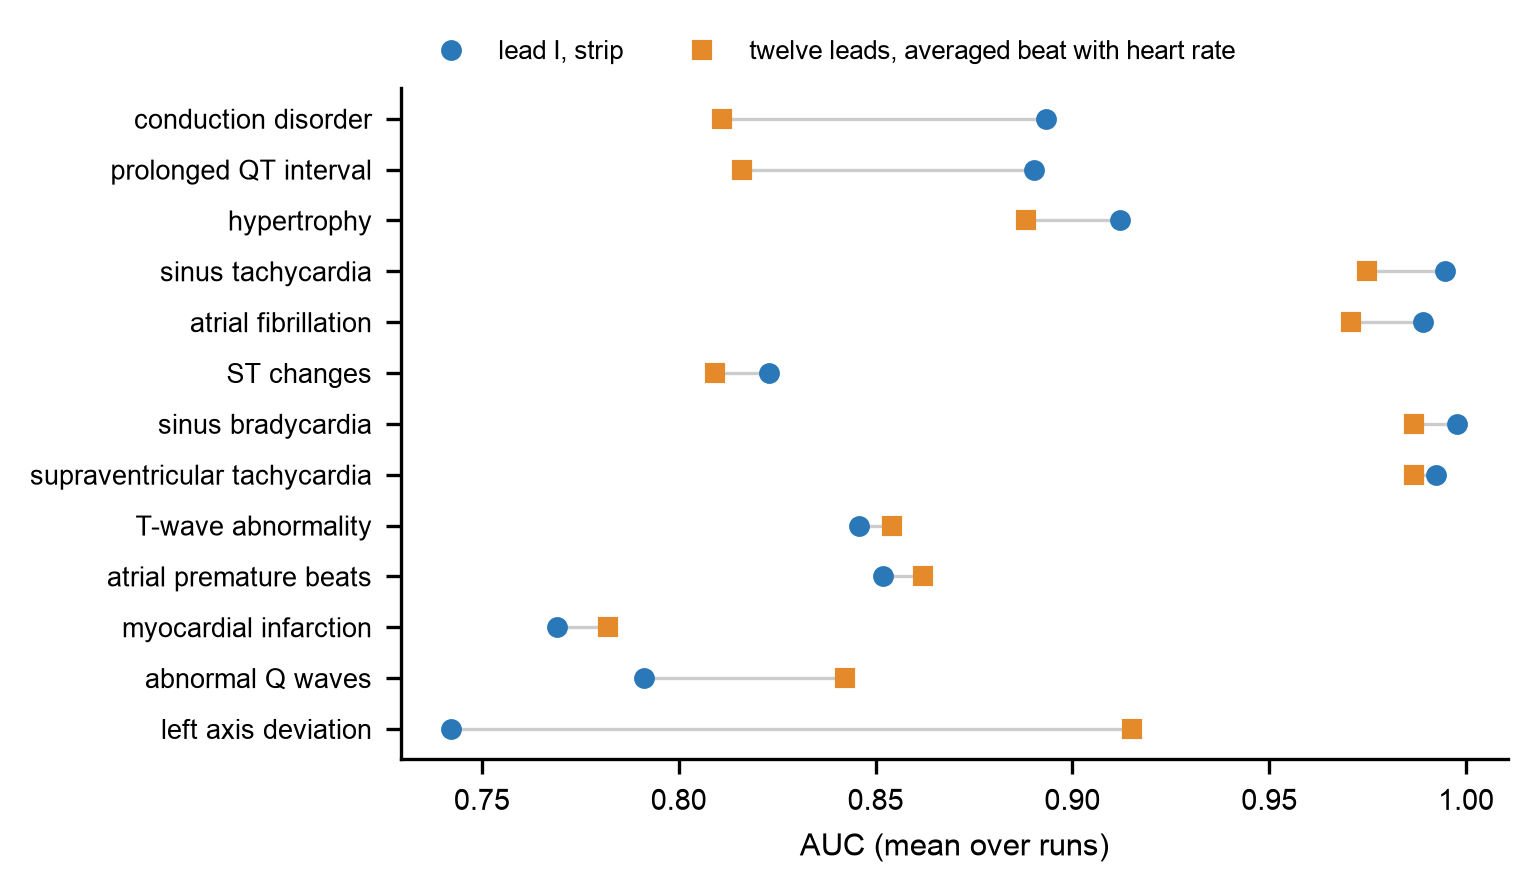 lead I, strip
twelve leads, averaged beat with heart rate
conduction disorder
prolonged QT interval
hypertrophy
sinus tachycardia
atrial fibrillation
ST changes
sinus bradycardia
supraventricular tachycardia
T-wave abnormality
atrial premature beats
myocardial infarction
abnormal Q waves
left axis deviation
0.75 0.80 0.85 0.90 0.95 1.00
AUC (mean over runs)